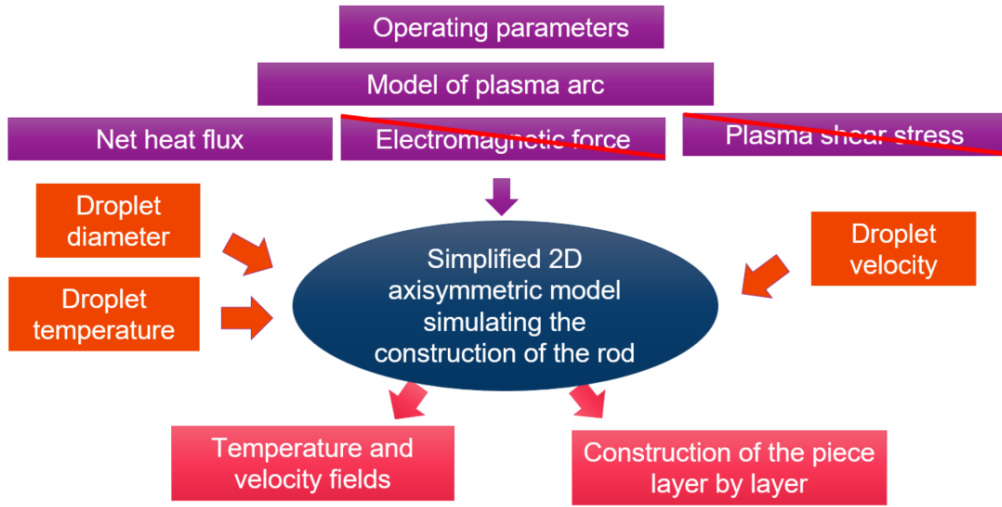 Operating parameters
Model of plasma arc
Net heat flux
Electromagnetic force
Plasma shear stress
Droplet
diameter
Droplet
temperature
Simplified 2D
axisymmetric model
simulating the
construction of the rod
Droplet
velocity
Temperature and
velocity fields
Construction of the piece
layer by layer